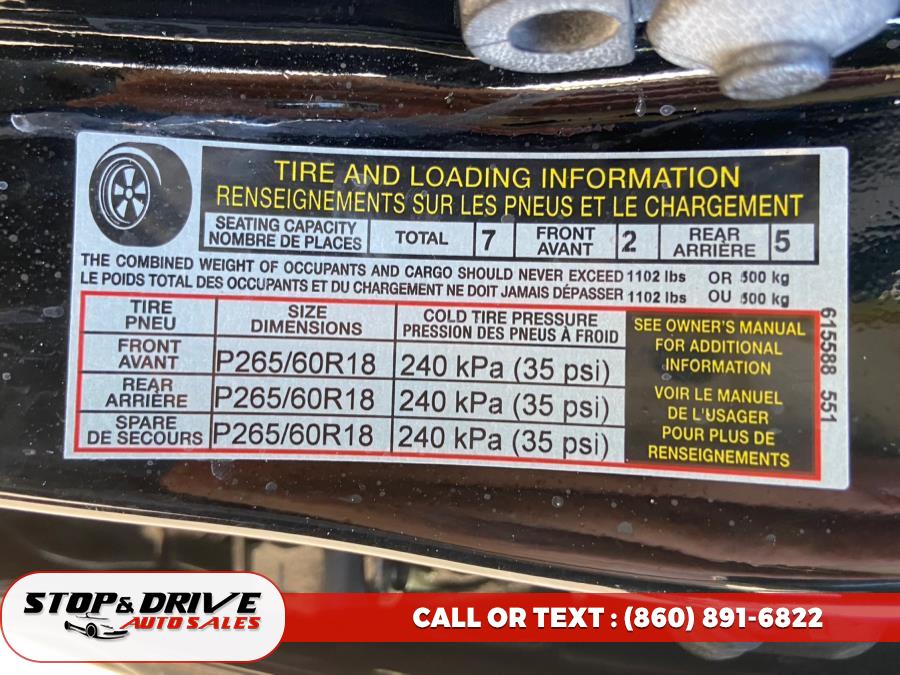 TIRE AND LOADING INFORMATION
RENSEIGNEMENTS SUR LES PNEUS ET LE CHARGEMENT
SEATING CAPACITY
NOMBRE DE PLACES
TOTAL 7
FRONT
AVANT
2
REAR
ARRIÈRE
5
THE COMBINED WEIGHT OF OCCUPANTS AND CARGO SHOULD NEVER EXCEED 1102 lbs OR 500 kg
LE POIDS TOTAL DES OCCUPANTS ET DU CHARGEMENT NE DOIT JAMAIS DÉPASSER 1102 lbs OU 500 kg
TIRE
PNEU
SIZE
DIMENSIONS
COLD TIRE PRESSURE
PRESSION DES PNEUS À FROID
FRONT
AVANT
P265/60R18 240 kPa (35 psi)
REAR
ARRIÈRE
P265/60R18 240 kPa (35 psi)
SPARE
DE SECOURS
P265/60R18 240 kPa (35 psi)
SEE OWNER'S MANUAL
FOR ADDITIONAL
INFORMATION
VOIR LE MANUEL
DE L'USAGER
POUR PLUS DE
RENSEIGNEMENTS
615588 551
STOP & DRIVE
AUTO SALES
CALL OR TEXT : (860) 891-6822